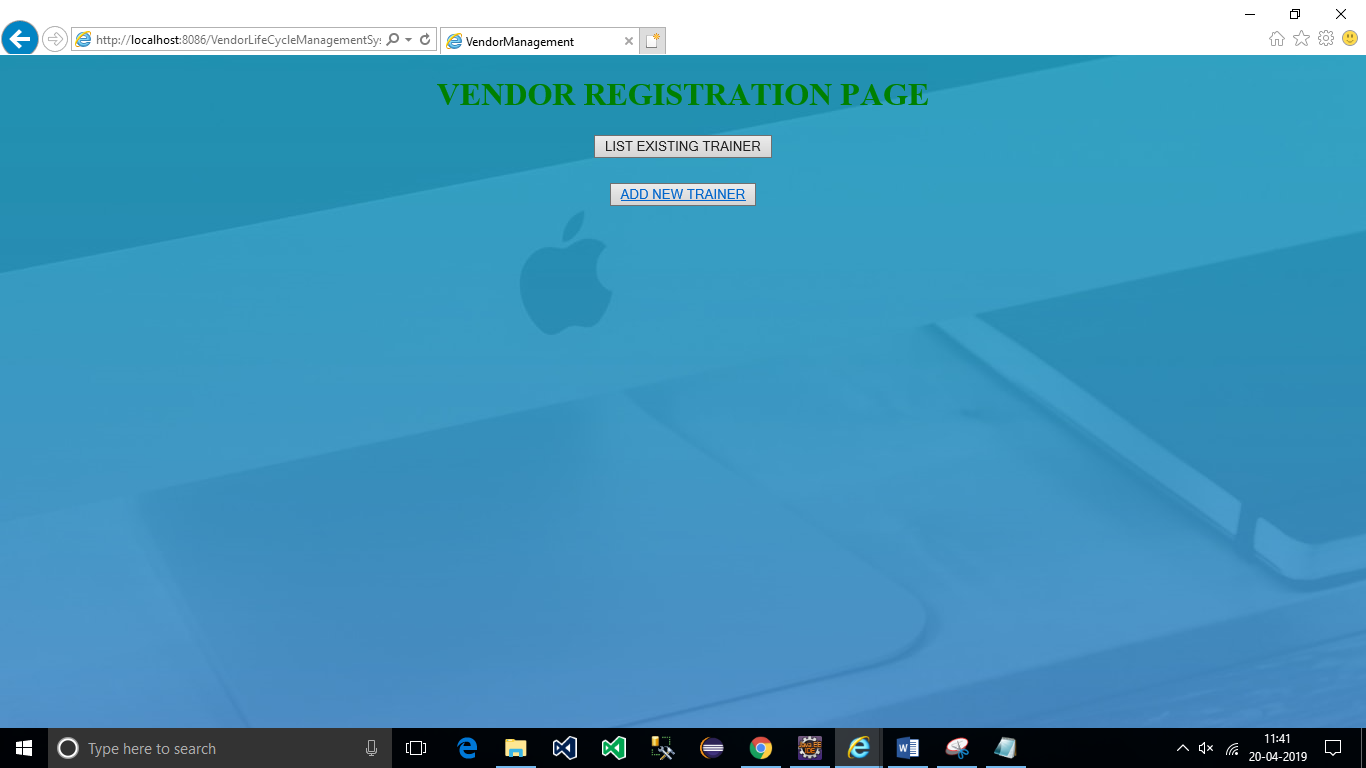 http://localhost:8086/VendorLifeCycleManagementSys
VendorManagement
VENDOR REGISTRATION PAGE
LIST EXISTING TRAINER
ADD NEW TRAINER
Type here to search
11:41
20-04-2019